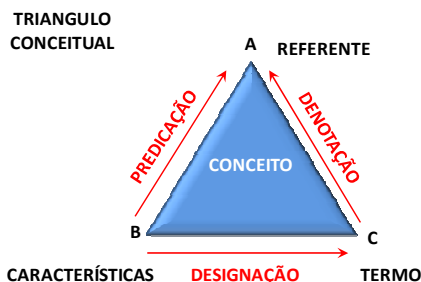 TRIANGULO
CONCEITUAL
A
REFERENTE
PREDICAÇÃO
DENOTAÇÃO
CONCEITO
B
C
CARACTERÍSTICAS
DESIGNAÇÃO
TERMO